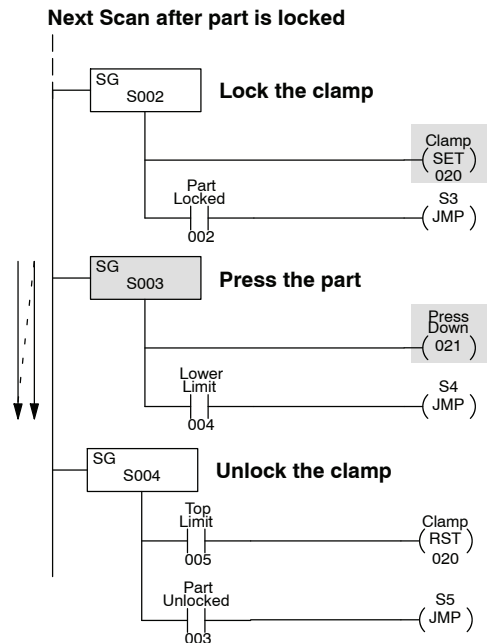 Next Scan after part is locked
SG
S002
Lock the clamp
Clamp
SET
020
Part
Locked
002
S3
JMP
SG
S003
Press the part
Press
Down
021
Lower
Limit
004
S4
JMP
SG
S004
Unlock the clamp
Top
Limit
005
Clamp
RST
020
Part
Unlocked
003
S5
JMP